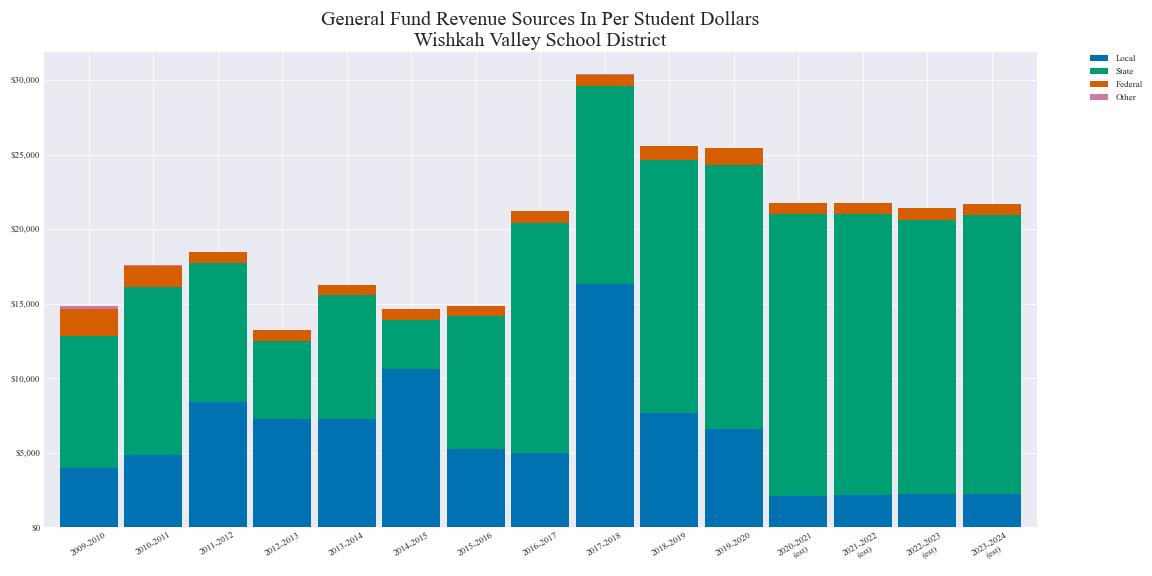 General Fund Revenue Sources In Per Student Dollars
Wishkah Valley School District
Local
State
Federal
Other
$30,000
$25,000
$20,000
$15,000
$10,000
$5,000
$0
2009-2010
2010-2011
2011-2012
2012-2013
2013-2014
2014-2015
2015-2016
2016-2017
2017-2018
2018-2019
2019-2020
2020-2021
(est)
2021-2022
(est)
2022-2023
(est)
2023-2024
(est)